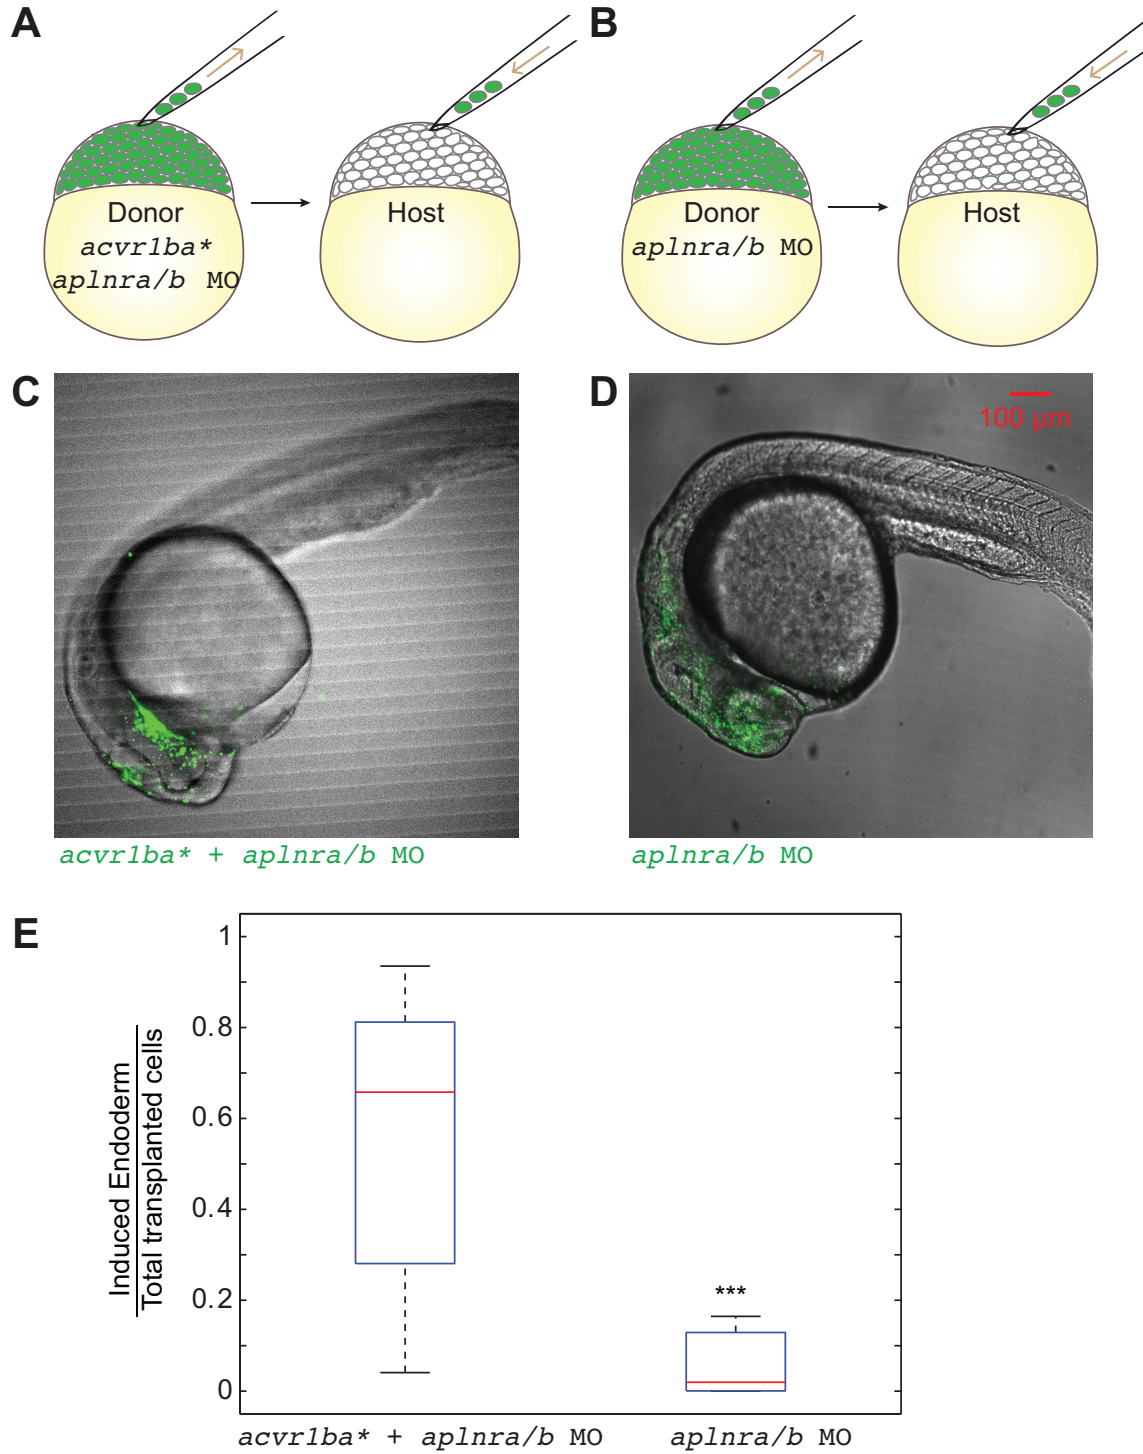 A
B
Donor
acvr1ba*
aplnra/b MO
Host
Donor
aplnra/b MO
Host
C
D
100 µm
acvr1ba* + aplnra/b MO
aplnra/b MO
E
Induced Endoderm
Total transplanted cells
1
0.8
0.6
0.4
0.2
0
***
acvr1ba* + aplnra/b MO
aplnra/b MO